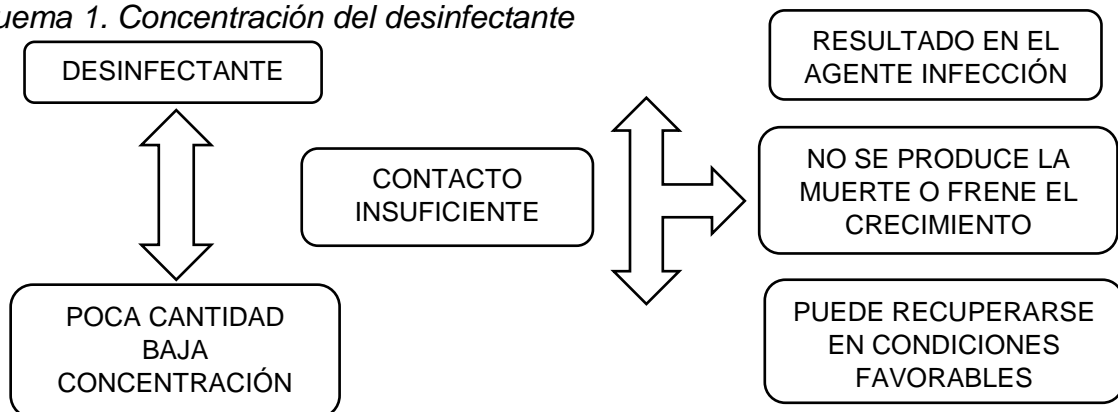 uema 1. Concentración del desinfectante
DESINFECTANTE
POCA CANTIDAD
BAJA
CONCENTRACIÓN
CONTACTO
INSUFICIENTE
RESULTADO EN EL
AGENTE INFECCIÓN
NO SE PRODUCE LA
MUERTE O FRENE EL
CRECIMIENTO
PUEDE RECUPERARSE
EN CONDICIONES
FAVORABLES